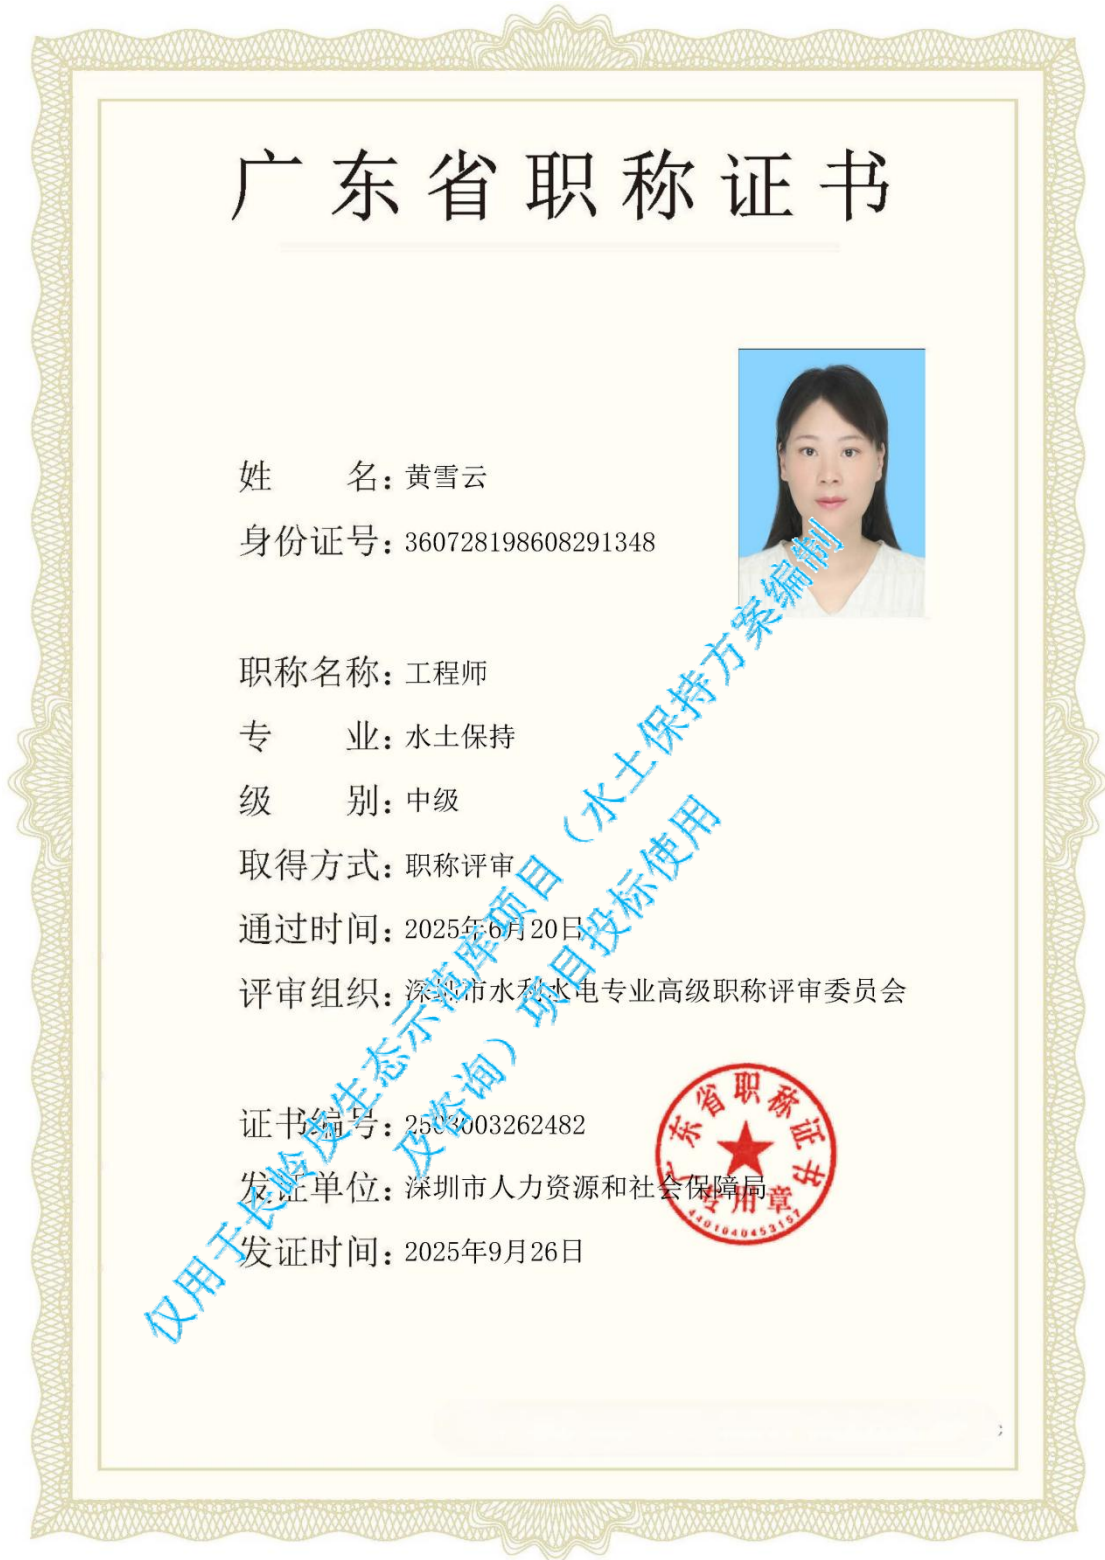 广东省职称证书
姓名：黄雪云
身份证号：360728198608291348
职称名称：工程师
专业：水土保持
级别：中级
取得方式：职称评审
通过时间：2025年6月20日
评审组织：深圳市水利水电专业高级职称评审委员会
证书编号：2503003262482
发证单位：深圳市人力资源和社会保障局
发证时间：2025年9月26日
广东省职称证书
专用章
4401040453157
仅用于长岭皮生态示范库项目（水土保持方案编制
及咨询）项目投标使用